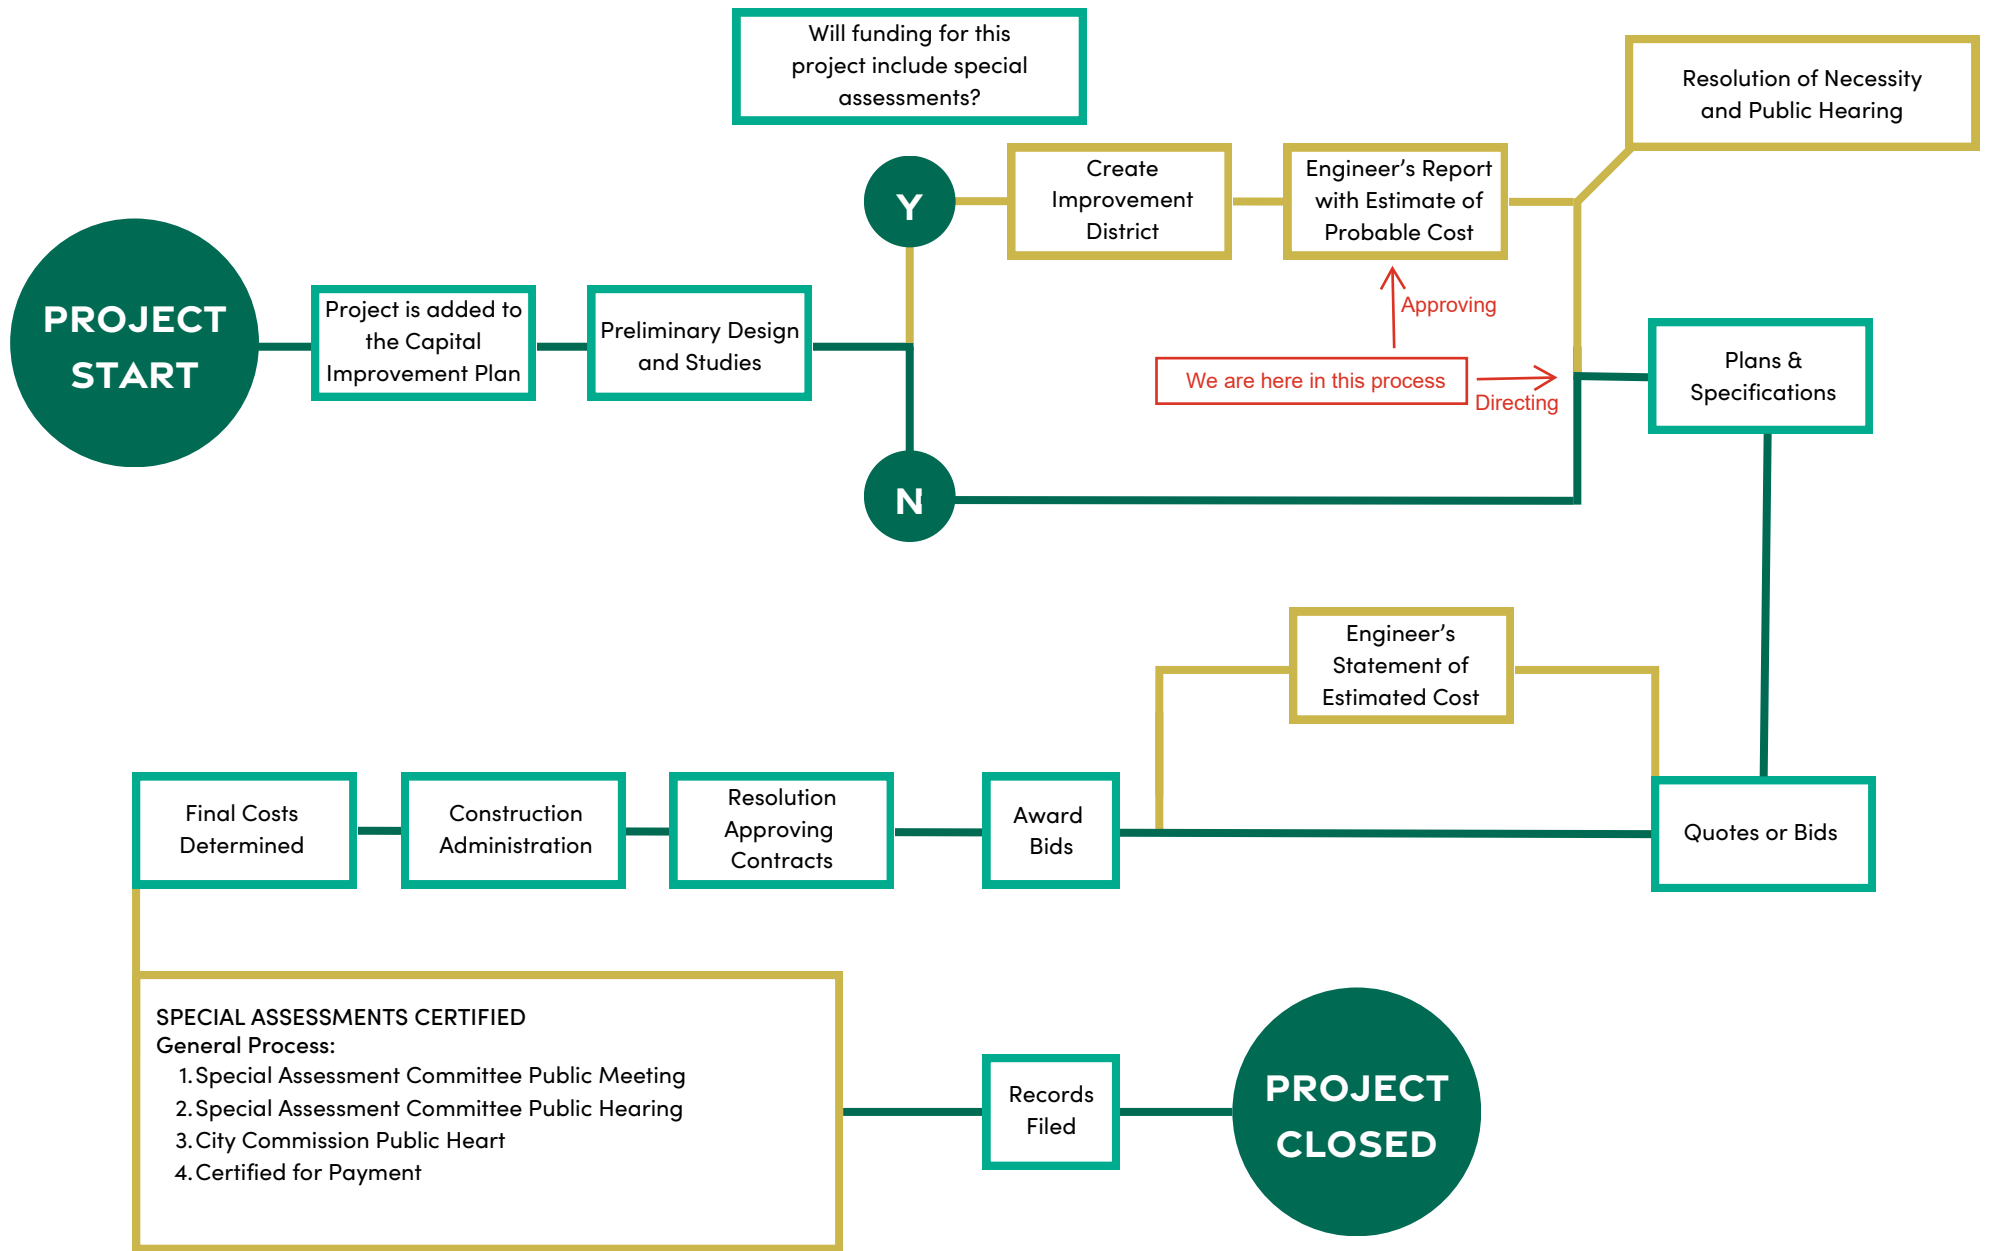 Will funding for this
project include special
assessments?
Resolution of Necessity
and Public Hearing
Y
Create
Improvement
District
Engineer’s Report
with Estimate of
Probable Cost
PROJECT
START
Project is added to
the Capital
Improvement Plan
Preliminary Design
and Studies
Approving
We are here in this process
Directing
Plans &
Specifications
N
Engineer’s
Statement of
Estimated Cost
Final Costs
Determined
Construction
Administration
Resolution
Approving
Contracts
Award
Bids
Quotes or Bids
SPECIAL ASSESSMENTS CERTIFIED
General Process:
1. Special Assessment Committee Public Meeting
2. Special Assessment Committee Public Hearing
3. City Commission Public Heart
4. Certified for Payment
Records
Filed
PROJECT
CLOSED